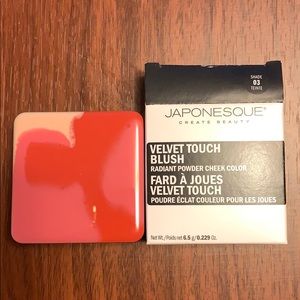 SHADE
03
TEINTE
JAPONESQUE®
CREATE BEAUTY
VELVET TOUCH
BLUSH
RADIANT POWDER CHEEK COLOR
FARD À JOUES
VELVET TOUCH
POUDRE ÉCLAT COULEUR POUR LES JOUES
Net Wt./Poids net 6.5 g/0.229 Oz.